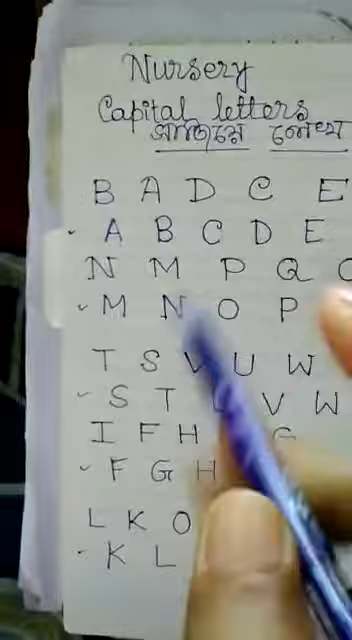 Nursery
Capital letters
সাজিয়ে লেখ
B A D C E
A B C D E
N M P Q O
M N O P
T S V U W
S T U V W
I F H G
F G H
L K O
K L